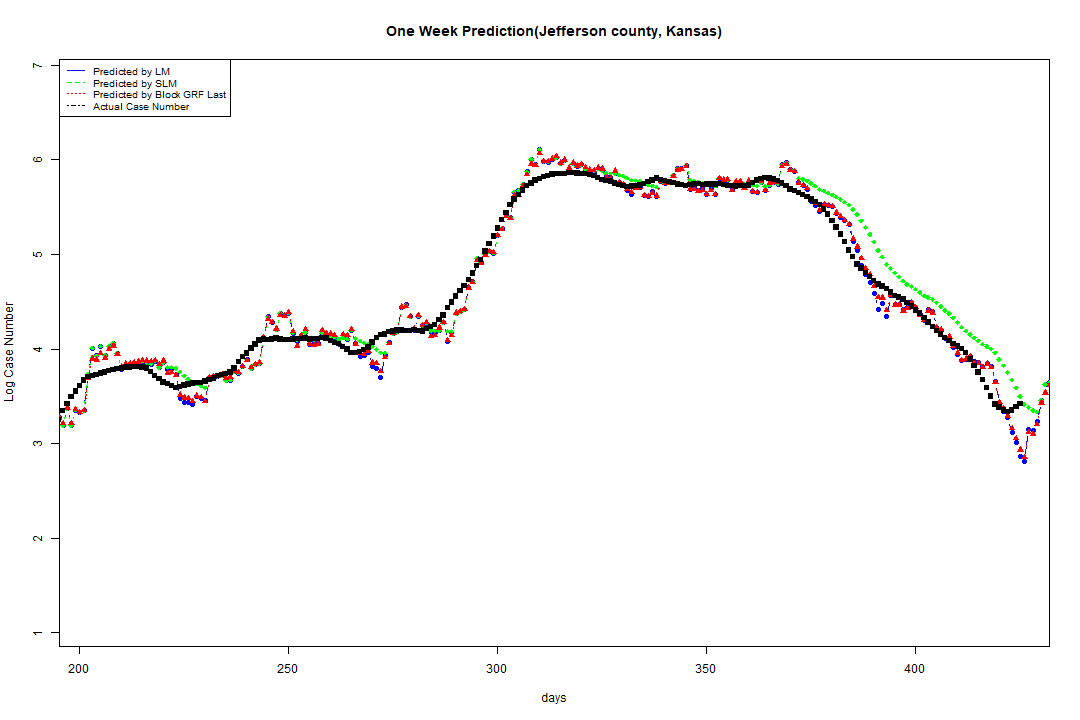 One Week Prediction(Jefferson county, Kansas)
Predicted by LM
Predicted by SLM
Predicted by Block GRF Last
Actual Case Number
7
6
5
4
3
2
1
Log Case Number
200 250 300 350 400
days